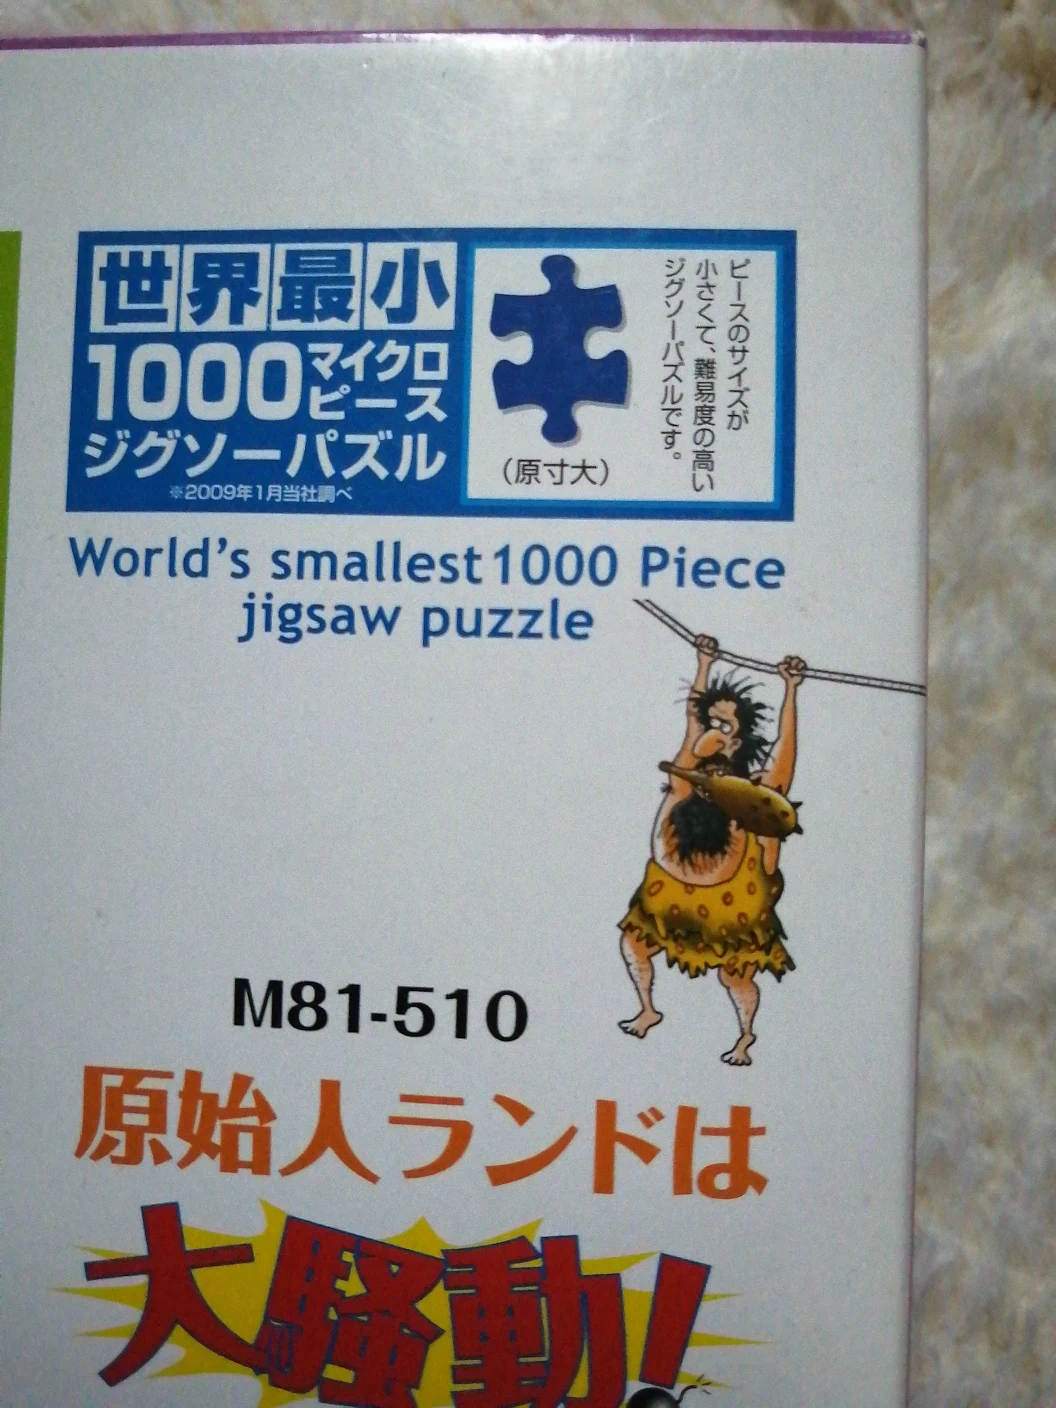 世界最小
1000マイクロピース
ジグソーパズル
※2009年1月当社調べ
(原寸大)
ピースのサイズが
小さくて、難易度の高い
ジグソーパズルです。
World's smallest 1000 Piece
jigsaw puzzle
M81-510
原始人ランドは
大騒動!